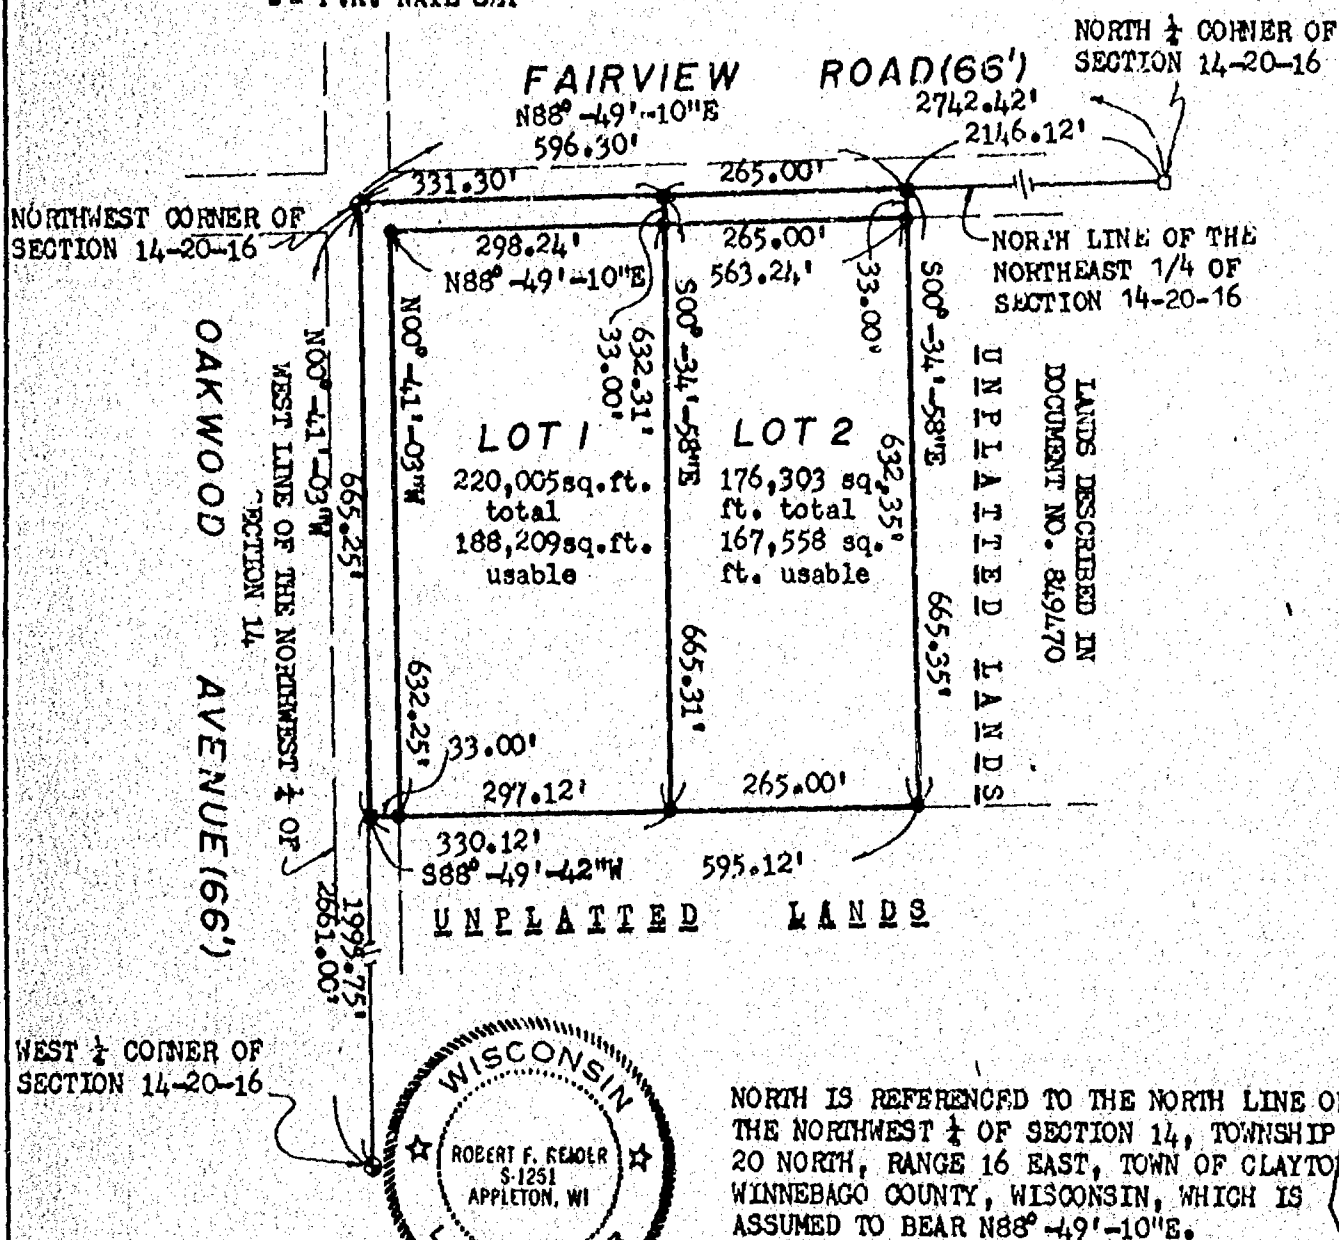 NORTH ¼ CORNER OF
SECTION 14-20-16
FAIRVIEW ROAD(66')
N88°-49'-10"E
596.30'
2742.42'
2146.12'
331.30'
265.00'
NORTHWEST CORNER OF
SECTION 14-20-16
298.24'
N88°-49'-10"E
265.00'
563.24'
33.00'
NORTH LINE OF THE
NORTHEAST 1/4 OF
SECTION 14-20-16
OAKWOOD AVENUE(66')
WEST LINE OF THE NORTHWEST ¼ OF
SECTION 14
N00°-41'-03"W
665.25'
N00°-41'-03"W
632.25'
632.31'
33.00'
S00°-34'-58"E
665.31'
LOT 1
220,005sq.ft.
total
188,209sq.ft.
usable
LOT 2
176,303 sq.
ft. total
167,558 sq.
ft. usable
632.35'
S00°-34'-58"E
665.35'
UNPLATTED LANDS
LANDS DESCRIBED IN
DOCUMENT NO. 849470
33.00'
297.12'
265.00'
330.12'
S88°-49'-42"W
595.12'
UNPLATTED LANDS
1995.75'
2661.00'
WEST ¼ CORNER OF
SECTION 14-20-16
WISCONSIN
ROBERT F. REIDER
S-1251
APPLETON, WI
NORTH IS REFERENCED TO THE NORTH LINE OF
THE NORTHWEST ¼ OF SECTION 14, TOWNSHIP
20 NORTH, RANGE 16 EAST, TOWN OF CLAYTO
WINNEBAGO COUNTY, WISCONSIN, WHICH IS
ASSUMED TO BEAR N88°-49'-10"E.